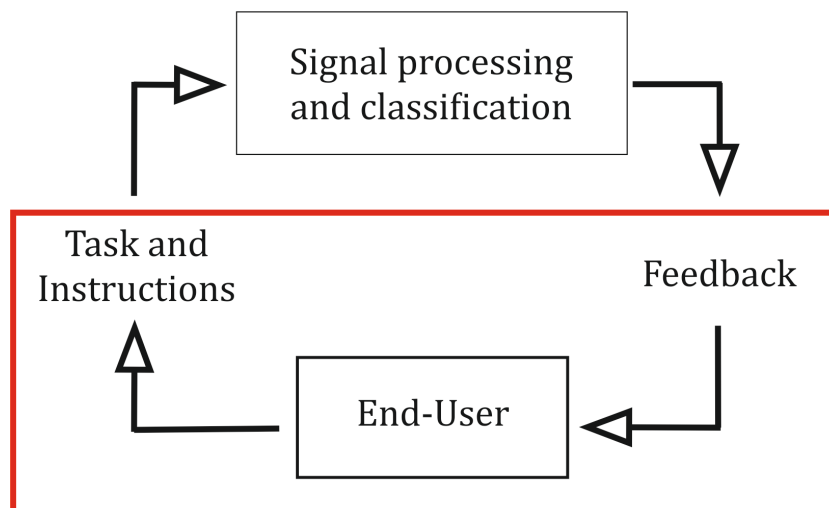 Signal processing
and classification
Task and
Instructions
Feedback
End-User